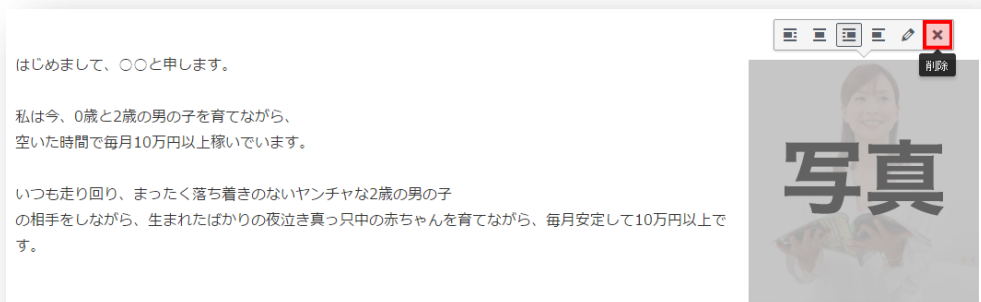 削除
はじめまして、○○と申します。
私は今、0歳と2歳の男の子を育てながら、
空いた時間で毎月10万円以上稼いでいます。
いつも走り回り、まったく落ち着きのないヤンチャな2歳の男の子
の相手をしながら、生まれたばかりの夜泣き真っ只中の赤ちゃんを育てながら、毎月安定して10万円以上で
す。
写真